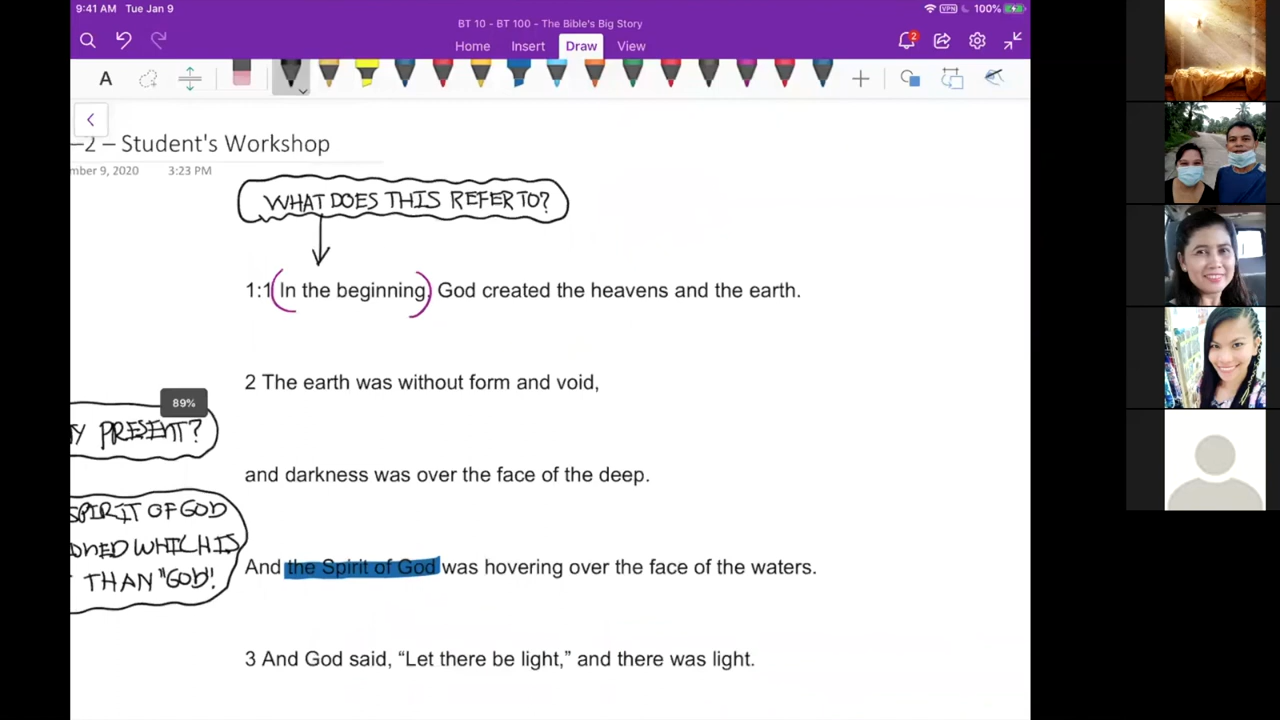 9:41 AM Tue Jan 9
VPN 100%
BT 10 - BT 100 - The Bible's Big Story
Home Insert Draw View
2
A
–2 – Student's Workshop
mber 9, 2020 3:23 PM
WHAT DOES THIS REFER TO?
1:1 (In the beginning,) God created the heavens and the earth.
2 The earth was without form and void,
89%
PRESENT?
and darkness was over the face of the deep.
SPIRIT OF GOD
WHICH IS
THAN "GOD".
And the Spirit of God was hovering over the face of the waters.
3 And God said, “Let there be light,” and there was light.